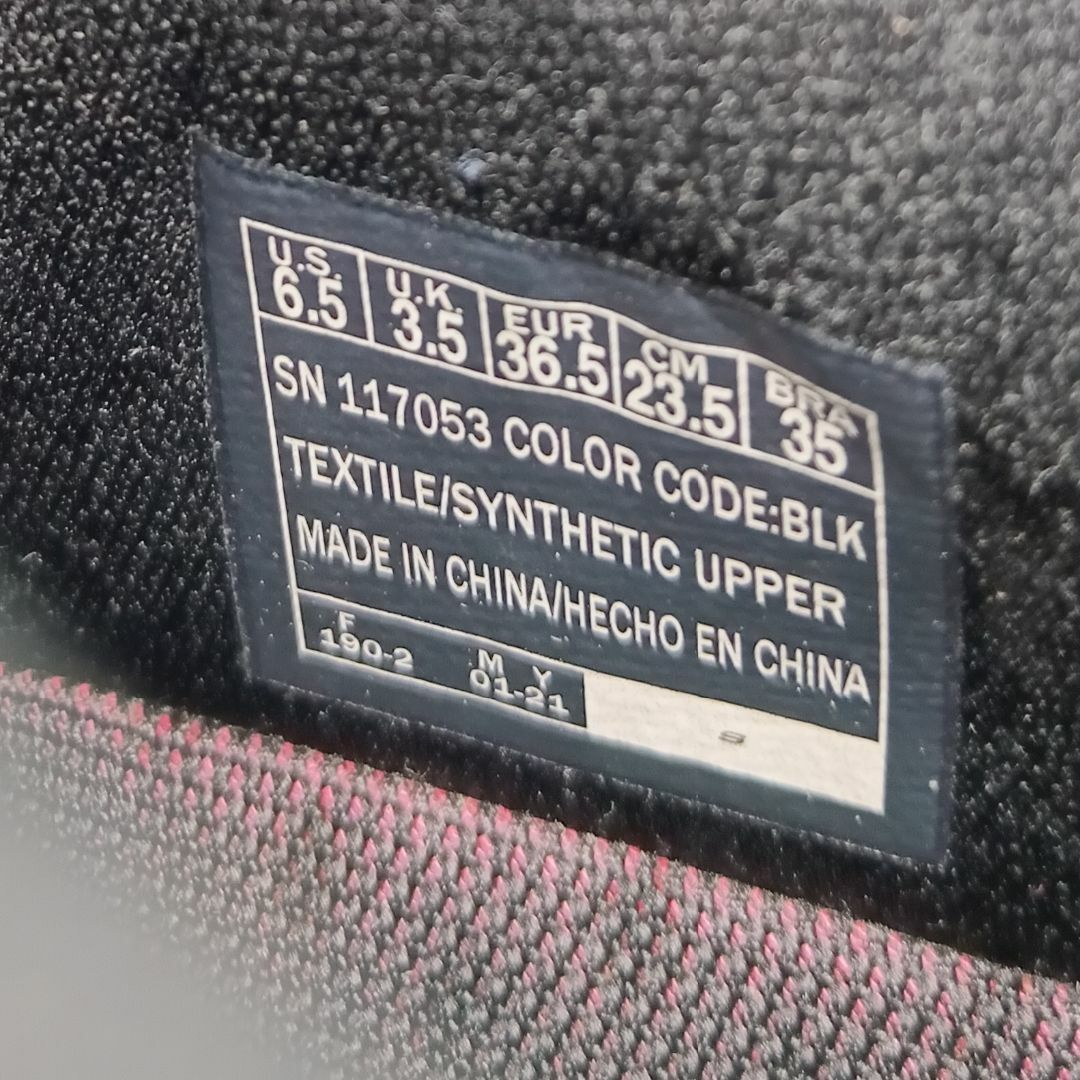 U.S. U.K. EUR CM BRA
6.5 3.5 36.5 23.5 35
SN 117053 COLOR CODE:BLK
TEXTILE/SYNTHETIC UPPER
MADE IN CHINA/HECHO EN CHINA
F M Y
190-2 01-21